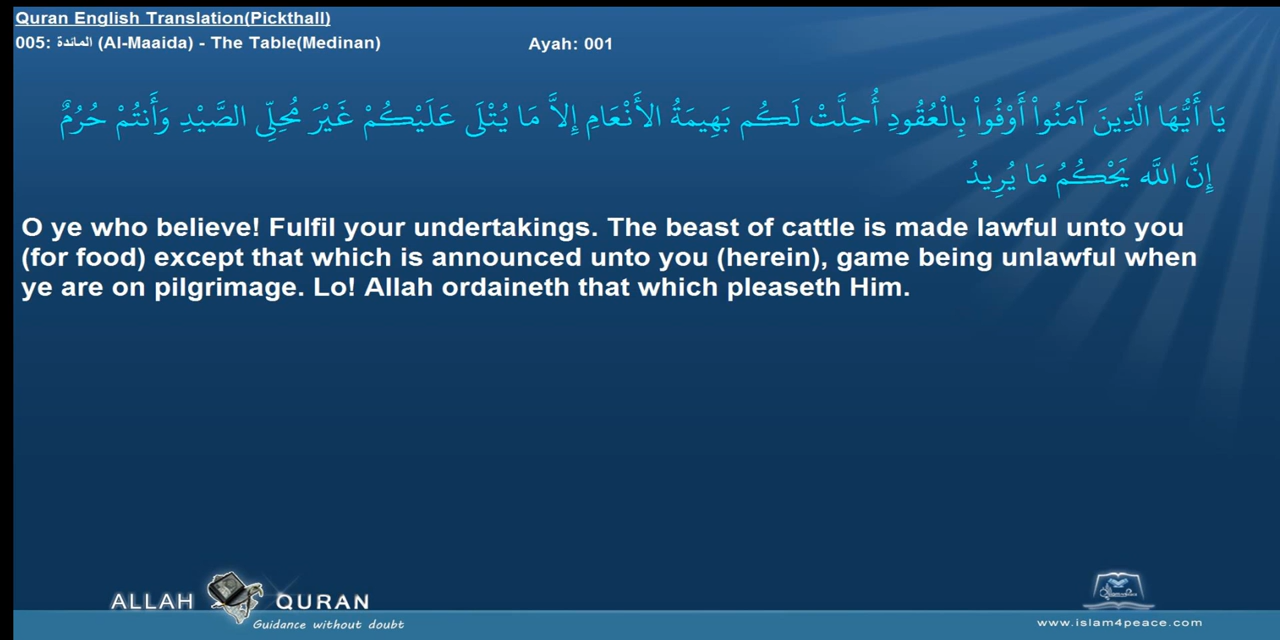 Quran English Translation(Pickthall)
005: المائدة (Al-Maaida) - The Table(Medinan)
Ayah: 001
يَا أَيُّهَا الَّذِينَ آمَنُواْ أَوْفُواْ بِالْعُقُودِ أُحِلَّتْ لَكُم بَهِيمَةُ الأَنْعَامِ إِلاَّ مَا يُتْلَى عَلَيْكُمْ غَيْرَ مُحِلِّي الصَّيْدِ وَأَنتُمْ حُرُمٌ
إِنَّ اللَّه يَحْكُمُ مَا يُرِيدُ
O ye who believe! Fulfil your undertakings. The beast of cattle is made lawful unto you
(for food) except that which is announced unto you (herein), game being unlawful when
ye are on pilgrimage. Lo! Allah ordaineth that which pleaseth Him.
ALLAH QURAN
Guidance without doubt
www.islam4peace.com